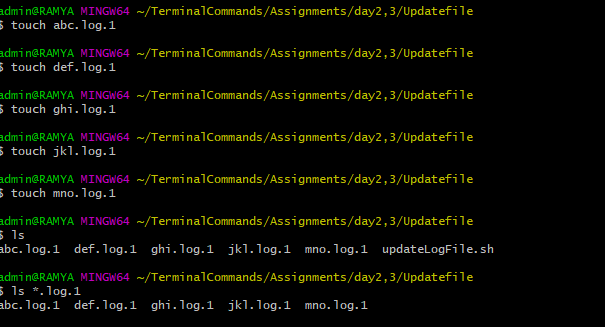 admin@RAMYA MINGW64 ~/TerminalCommands/Assignments/day2,3/Updatefile
$ touch abc.log.1
admin@RAMYA MINGW64 ~/TerminalCommands/Assignments/day2,3/Updatefile
$ touch def.log.1
admin@RAMYA MINGW64 ~/TerminalCommands/Assignments/day2,3/Updatefile
$ touch ghi.log.1
admin@RAMYA MINGW64 ~/TerminalCommands/Assignments/day2,3/Updatefile
$ touch jkl.log.1
admin@RAMYA MINGW64 ~/TerminalCommands/Assignments/day2,3/Updatefile
$ touch mno.log.1
admin@RAMYA MINGW64 ~/TerminalCommands/Assignments/day2,3/Updatefile
$ ls
abc.log.1  def.log.1  ghi.log.1  jkl.log.1  mno.log.1  updateLogFile.sh
admin@RAMYA MINGW64 ~/TerminalCommands/Assignments/day2,3/Updatefile
$ ls *.log.1
abc.log.1  def.log.1  ghi.log.1  jkl.log.1  mno.log.1